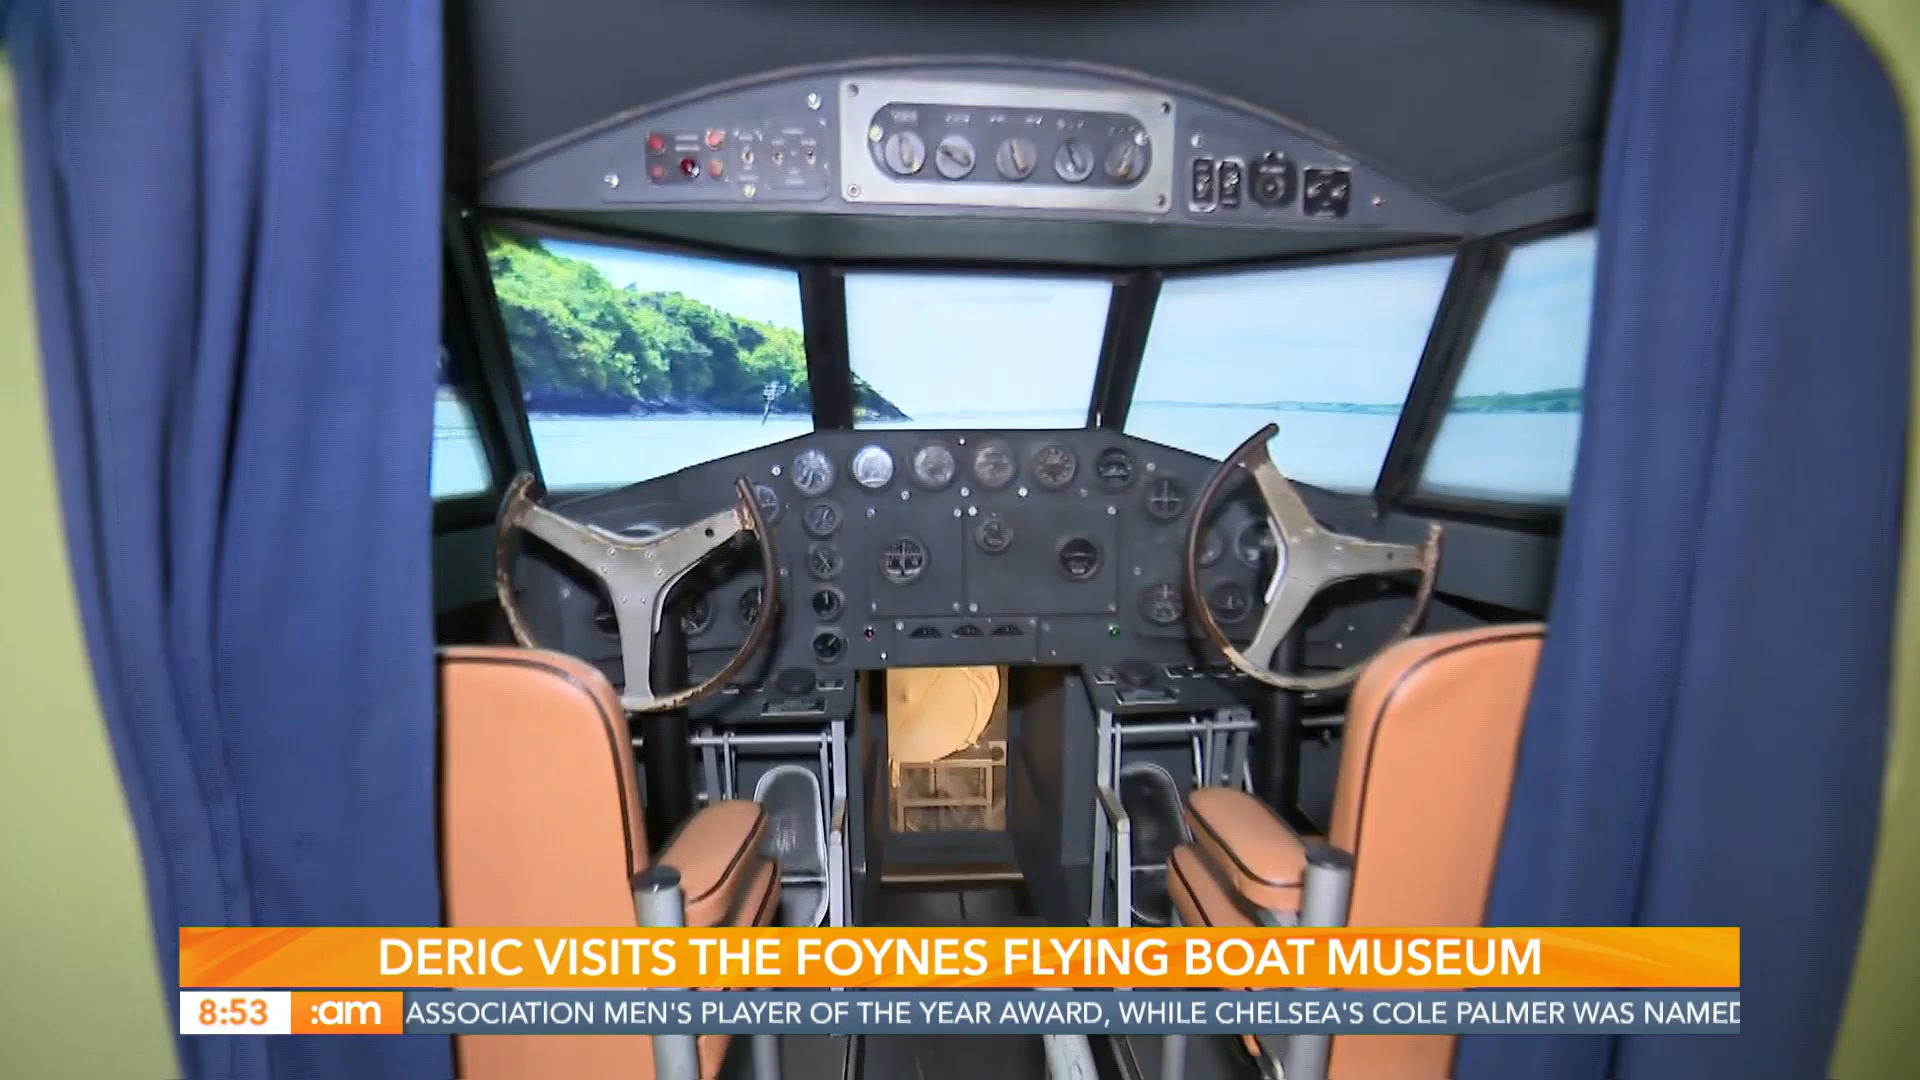 DERIC VISITS THE FOYNES FLYING BOAT MUSEUM
8:53 :am ASSOCIATION MEN'S PLAYER OF THE YEAR AWARD, WHILE CHELSEA'S COLE PALMER WAS NAMED